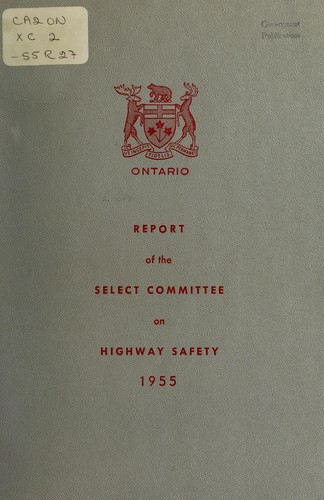 CA2ON
XC 2
-55R27
Government
Publications
ONTARIO
REPORT
of the
SELECT COMMITTEE
on
HIGHWAY SAFETY
1955